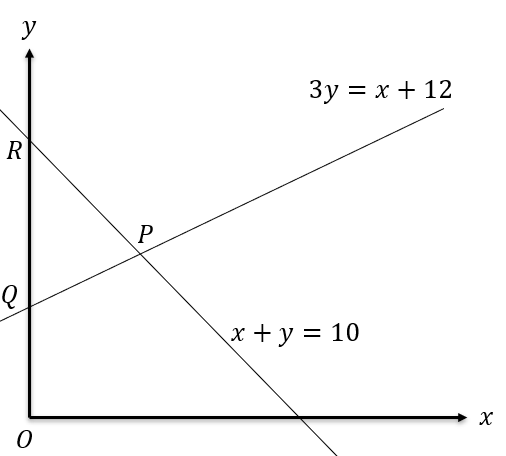 y
3y = x + 12
R
P
Q
x + y = 10
x
O